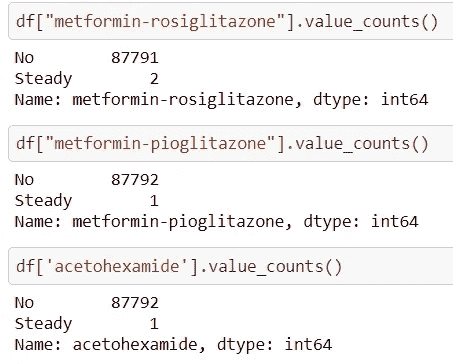 df["metformin-rosiglitazone"].value_counts()
No 87791
Steady 2
Name: metformin-rosiglitazone, dtype: int64
df["metformin-pioglitazone"].value_counts()
No 87792
Steady 1
Name: metformin-pioglitazone, dtype: int64
df['acetohexamide'].value_counts()
No 87792
Steady 1
Name: acetohexamide, dtype: int64